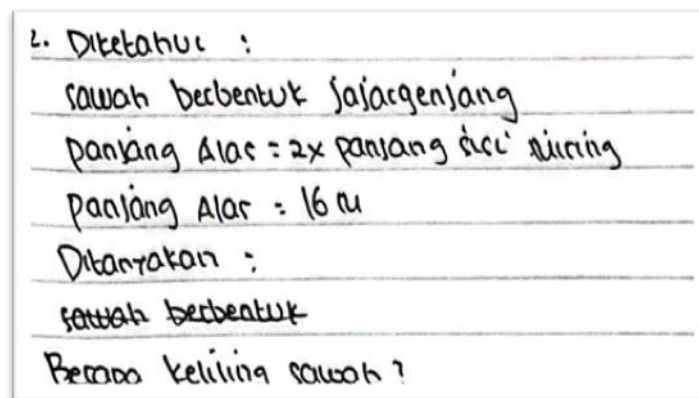 2. Diketahui :
sawah berbentuk jajargenjang
panjang Alas = 2x panjang sisi Miring
panjang Alas = 16 m
Ditanyakan :
sawah berbentuk
Berapa keliling sawah ?